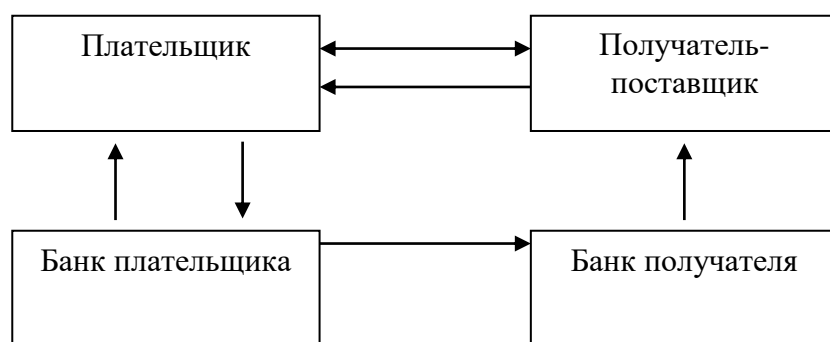 Плательщик
Получатель-
поставщик
Банк плательщика
Банк получателя